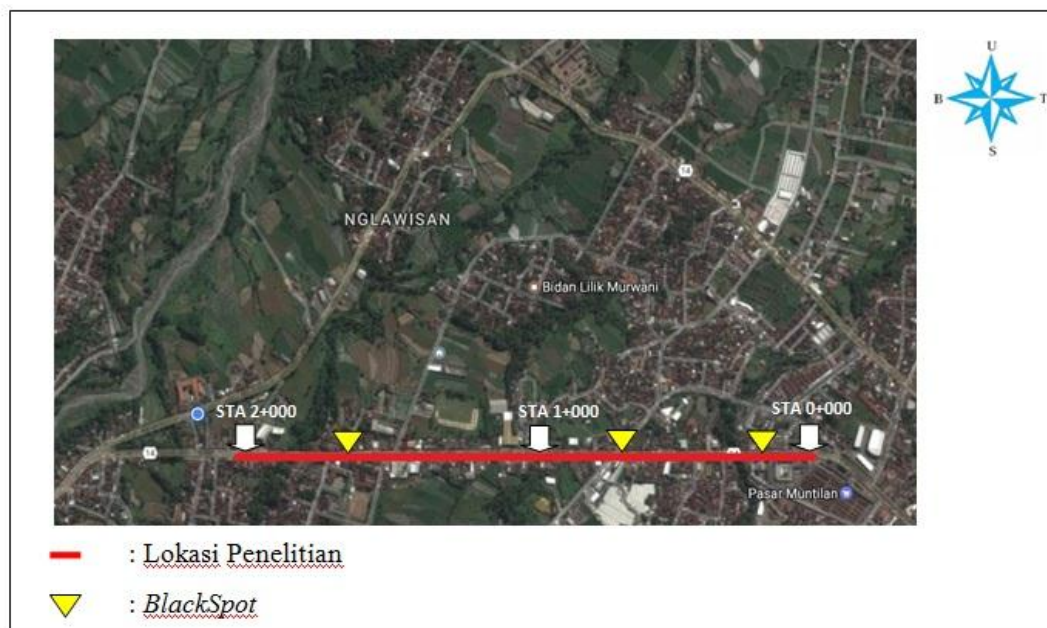 U
B T
S
14
NGLAWISAN
Bidan Lilik Murwani
STA 2+000
STA 1+000
STA 0+000
14
Pasar Muntilan
: Lokasi Penelitian
: BlackSpot